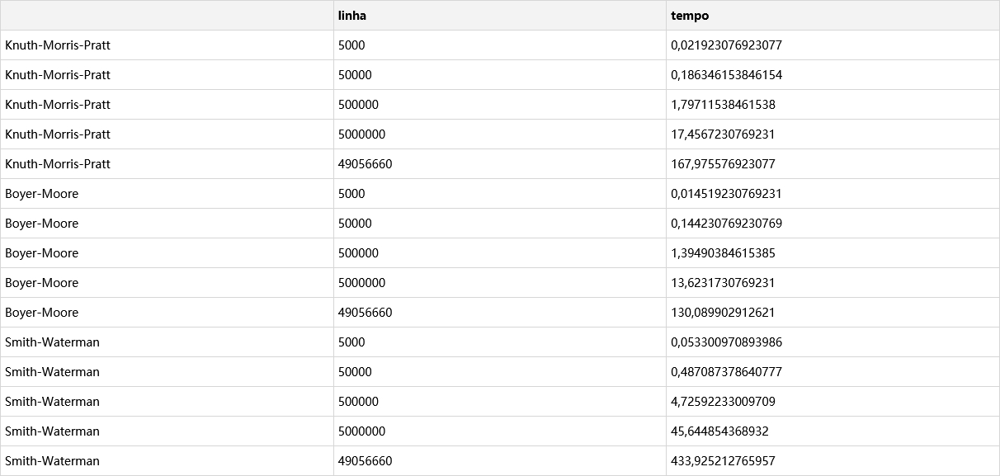 linha tempo
Knuth-Morris-Pratt 5000 0,021923076923077
Knuth-Morris-Pratt 50000 0,186346153846154
Knuth-Morris-Pratt 500000 1,79711538461538
Knuth-Morris-Pratt 5000000 17,4567230769231
Knuth-Morris-Pratt 49056660 167,975576923077
Boyer-Moore 5000 0,014519230769231
Boyer-Moore 50000 0,144230769230769
Boyer-Moore 500000 1,39490384615385
Boyer-Moore 5000000 13,6231730769231
Boyer-Moore 49056660 130,089902912621
Smith-Waterman 5000 0,053300970893986
Smith-Waterman 50000 0,487087378640777
Smith-Waterman 500000 4,72592233009709
Smith-Waterman 5000000 45,644854368932
Smith-Waterman 49056660 433,925212765957